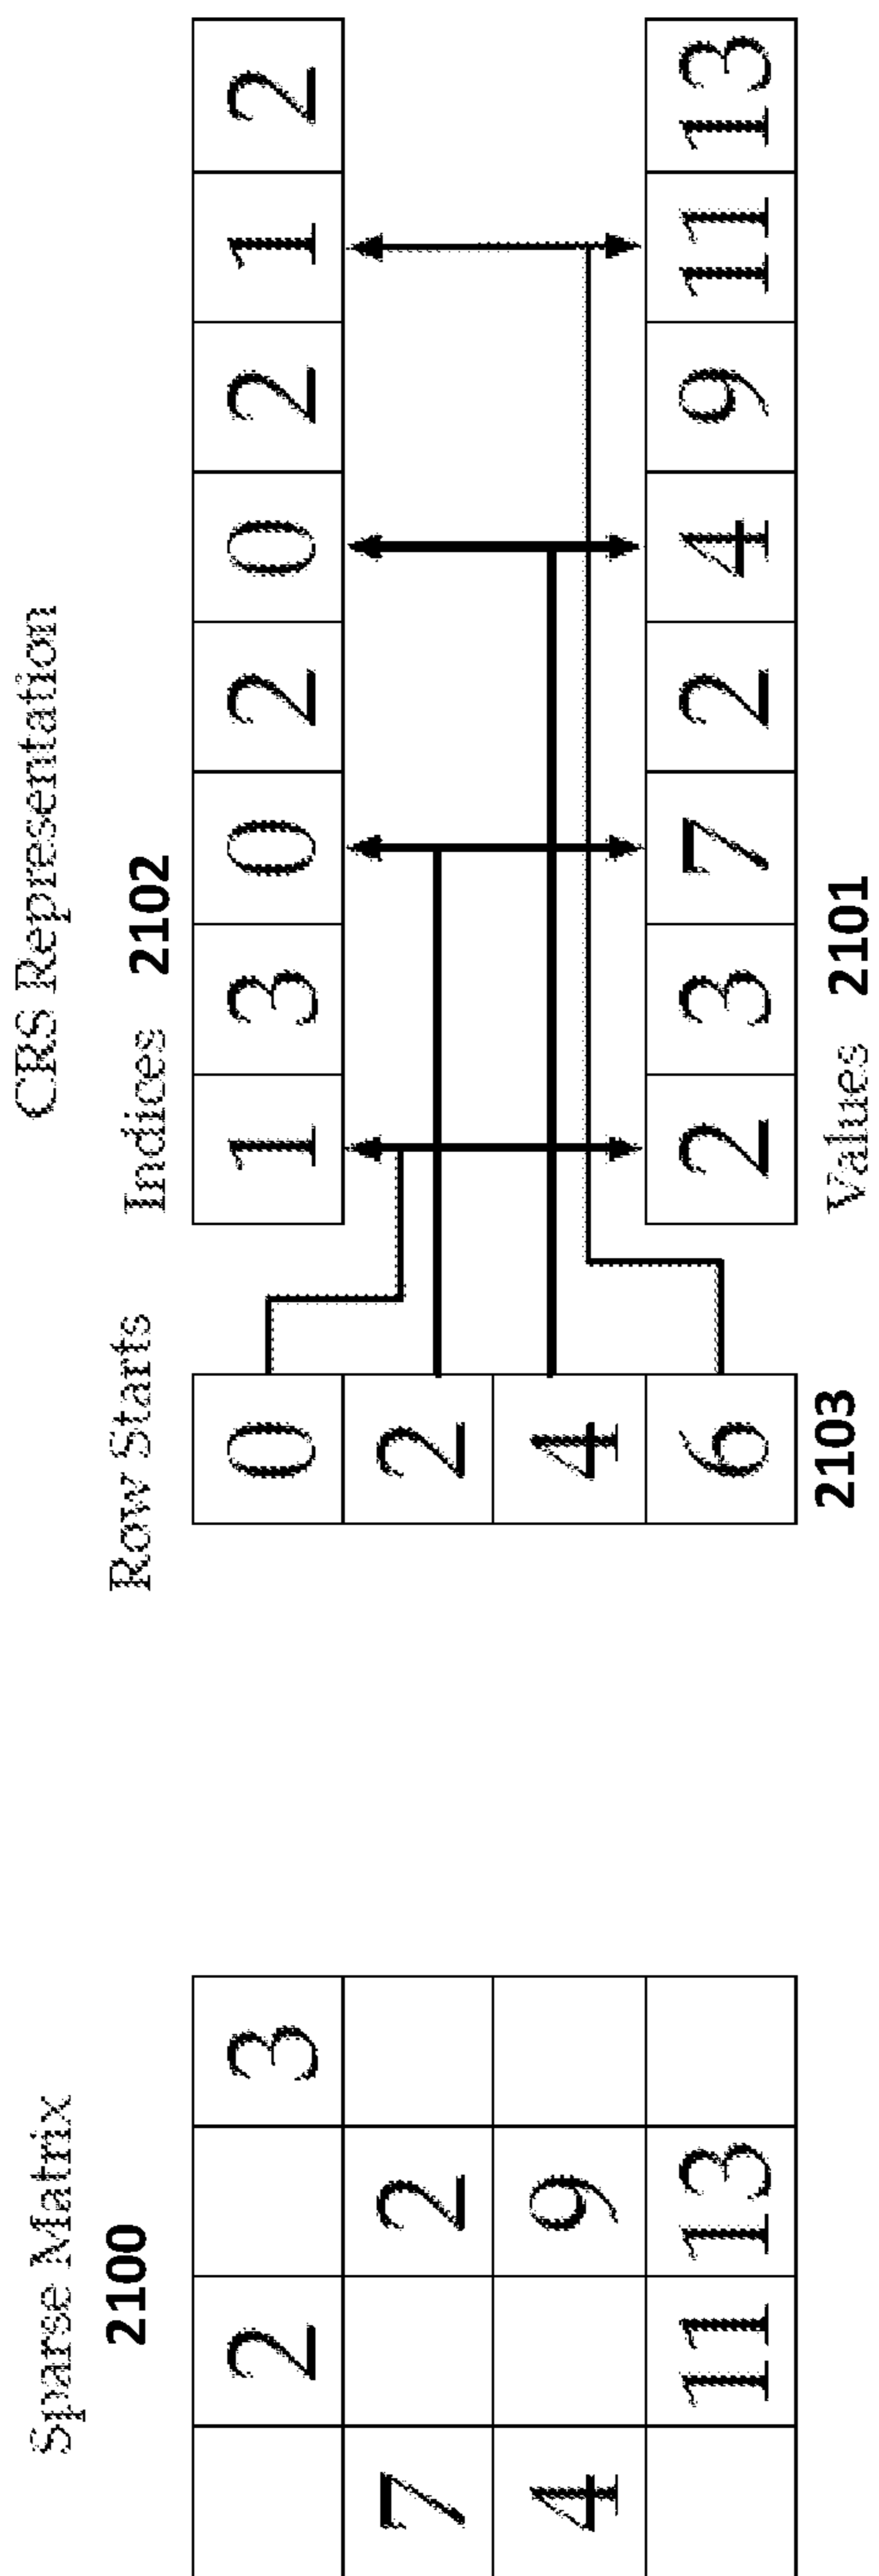 Sparse Matrix
2100
2 3
7 2
4 9
11 13
CRS Representation
Row Starts
0
2
4
6
2103
Indices 2102
1 3 0 2 0 2 1 2
2 3 7 2 4 9 11 13
Values 2101